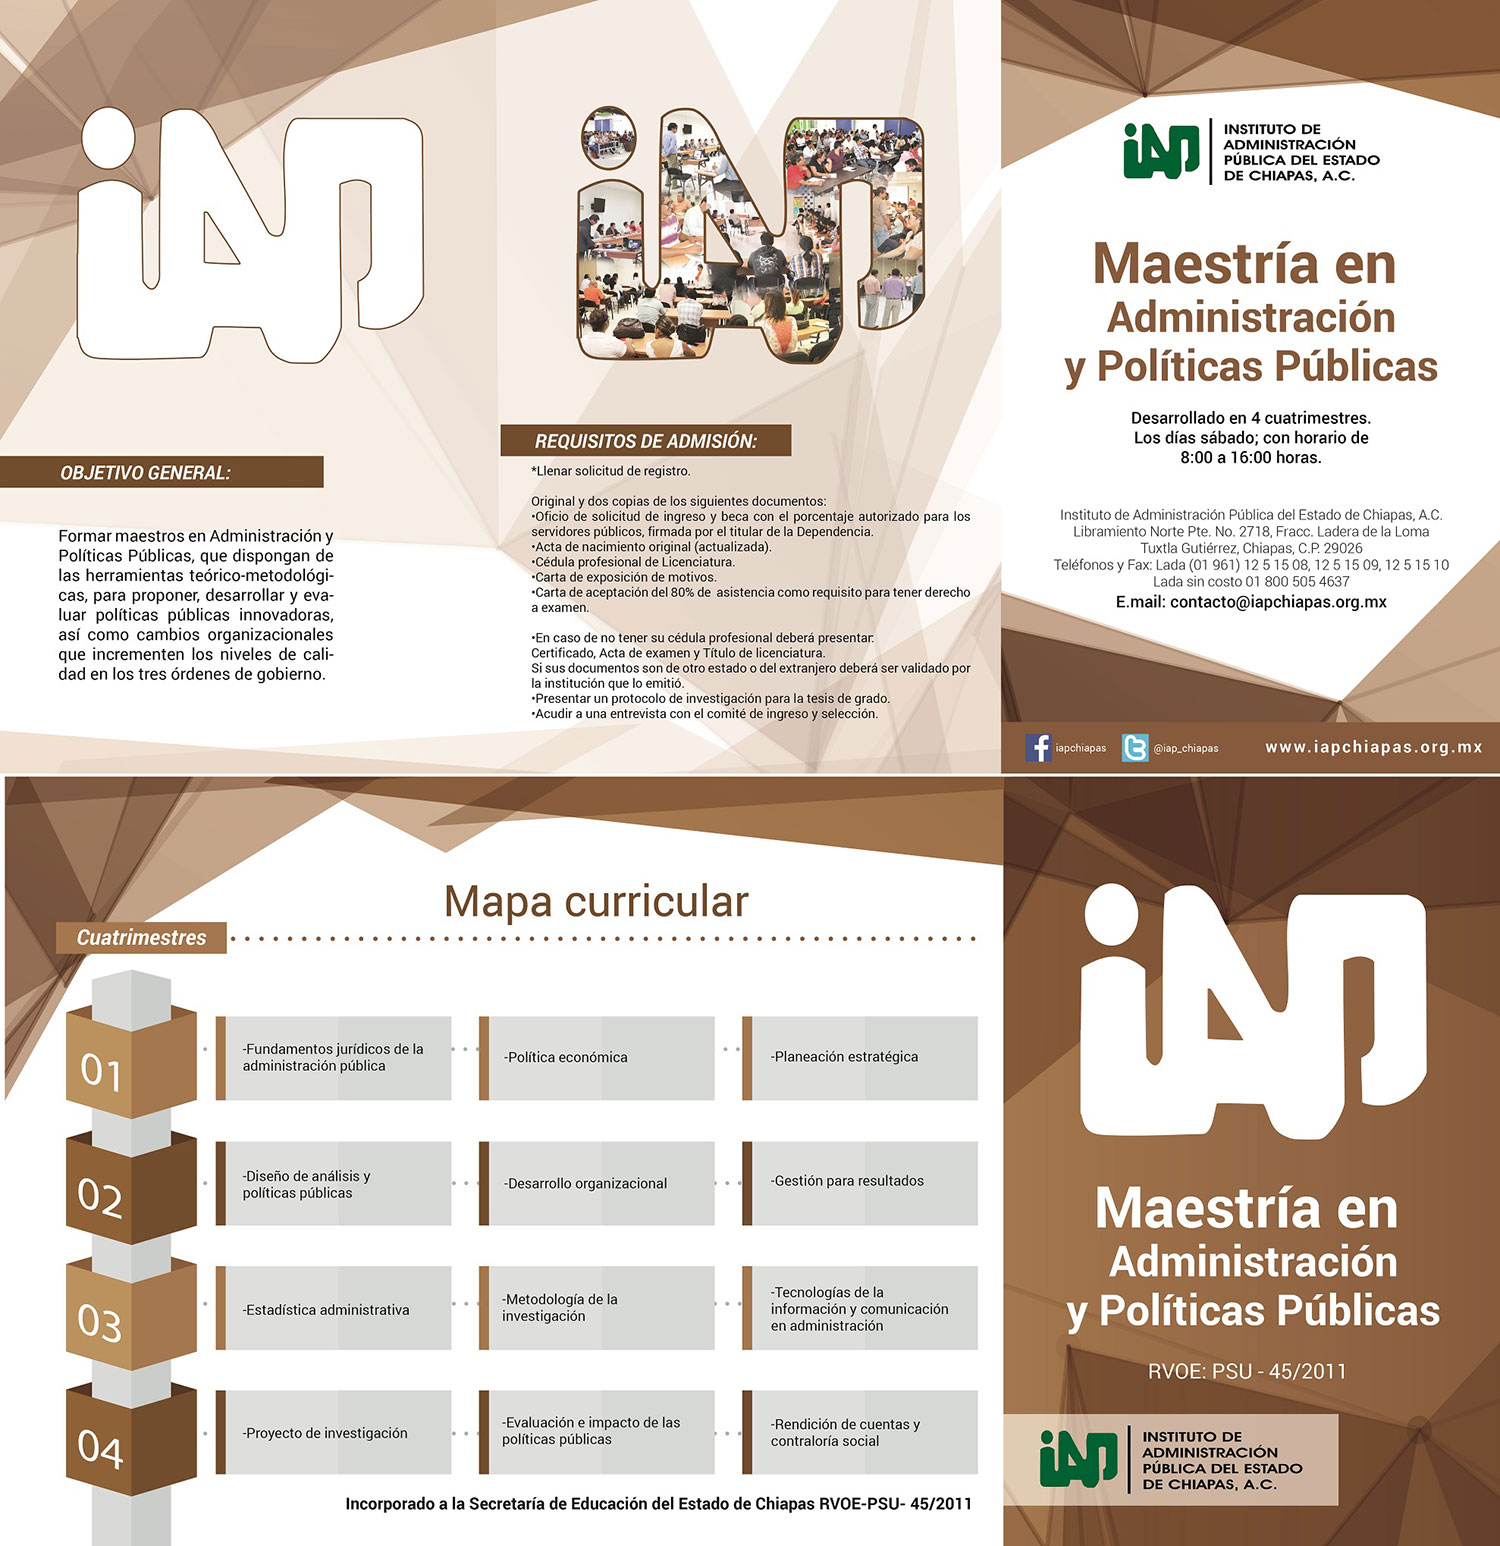 OBJETIVO GENERAL:
Formar maestros en Administración y
Políticas Públicas, que dispongan de
las herramientas teórico-metodológi-
cas, para proponer, desarrollar y eva-
luar políticas públicas innovadoras,
así como cambios organizacionales
que incrementen los niveles de cali-
dad en los tres órdenes de gobierno.
REQUISITOS DE ADMISIÓN:
*Llenar solicitud de registro.
Original y dos copias de los siguientes documentos:
•Oficio de solicitud de ingreso y beca con el porcentaje autorizado para los
servidores públicos, firmada por el titular de la Dependencia.
•Acta de nacimiento original (actualizada).
•Cédula profesional de Licenciatura.
•Carta de exposición de motivos.
•Carta de aceptación del 80% de asistencia como requisito para tener derecho
a examen.
•En caso de no tener su cédula profesional deberá presentar:
Certificado, Acta de examen y Título de licenciatura.
Si sus documentos son de otro estado o del extranjero deberá ser validado por
la institución que lo emitió.
•Presentar un protocolo de investigación para la tesis de grado.
•Acudir a una entrevista con el comité de ingreso y selección.
iAP
INSTITUTO DE
ADMINISTRACIÓN
PÚBLICA DEL ESTADO
DE CHIAPAS, A.C.
Maestría en
Administración
y Políticas Públicas
Desarrollado en 4 cuatrimestres.
Los días sábado; con horario de
8:00 a 16:00 horas.
Instituto de Administración Pública del Estado de Chiapas, A.C.
Libramiento Norte Pte. No. 2718, Fracc. Ladera de la Loma
Tuxtla Gutiérrez, Chiapas, C.P. 29026
Teléfonos y Fax: Lada (01 961) 12 5 15 08, 12 5 15 09, 12 5 15 10
Lada sin costo 01 800 505 4637
E.mail: contacto@iapchiapas.org.mx
iapchiapas @iap_chiapas www.iapchiapas.org.mx
Mapa curricular
Cuatrimestres
01
-Fundamentos jurídicos de la
administración pública
-Política económica
-Planeación estratégica
02
-Diseño de análisis y
políticas públicas
-Desarrollo organizacional
-Gestión para resultados
03
-Estadística administrativa
-Metodología de la
investigación
-Tecnologías de la
información y comunicación
en administración
04
-Proyecto de investigación
-Evaluación e impacto de las
políticas públicas
-Rendición de cuentas y
contraloría social
Incorporado a la Secretaría de Educación del Estado de Chiapas RVOE-PSU- 45/2011
iAP
Maestría en
Administración
y Políticas Públicas
RVOE: PSU - 45/2011
iAP
INSTITUTO DE
ADMINISTRACIÓN
PÚBLICA DEL ESTADO
DE CHIAPAS, A.C.